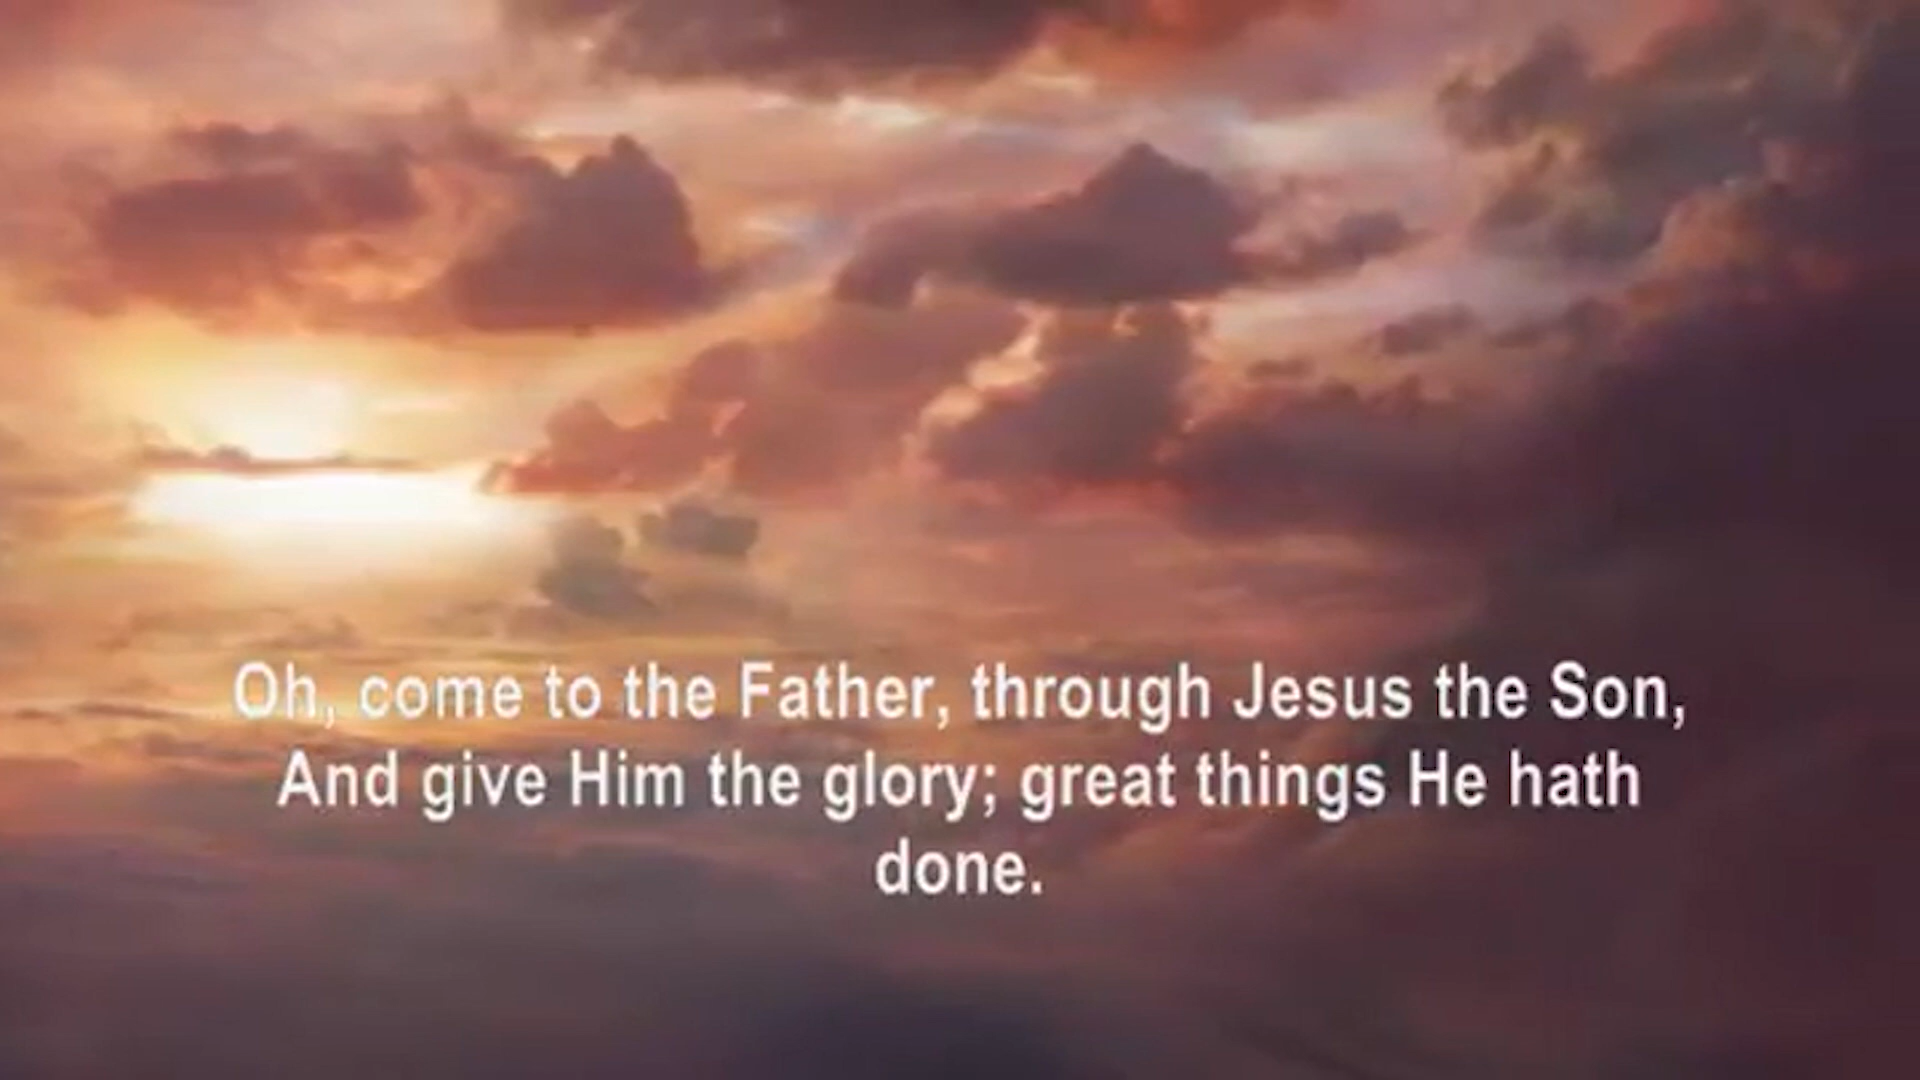 Oh, come to the Father, through Jesus the Son,
And give Him the glory; great things He hath
done.